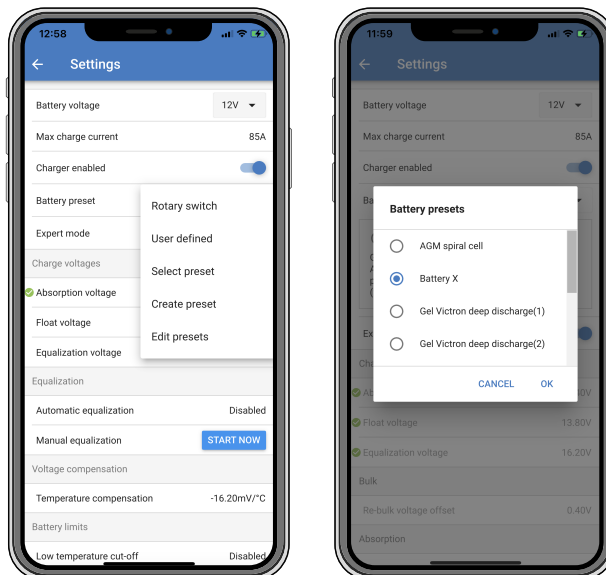 12:58
Settings
Battery voltage 12V
Max charge current 85A
Charger enabled
Battery preset
Expert mode
Charge voltages
Absorption voltage
Float voltage
Equalization voltage
Rotary switch
User defined
Select preset
Create preset
Edit presets
Equalization
Automatic equalization Disabled
Manual equalization START NOW
Voltage compensation
Temperature compensation -16.20mV/°C
Battery limits
Low temperature cut-off Disabled
11:59
Settings
Battery voltage 12V
Max charge current 85A
Charger enabled
Ba
Battery presets
AGM spiral cell
Battery X
Gel Victron deep discharge(1)
Gel Victron deep discharge(2)
CANCEL OK
Ex
Float voltage 13.80V
Equalization voltage 16.20V
Bulk
Re-bulk voltage offset 0.40V
Absorption